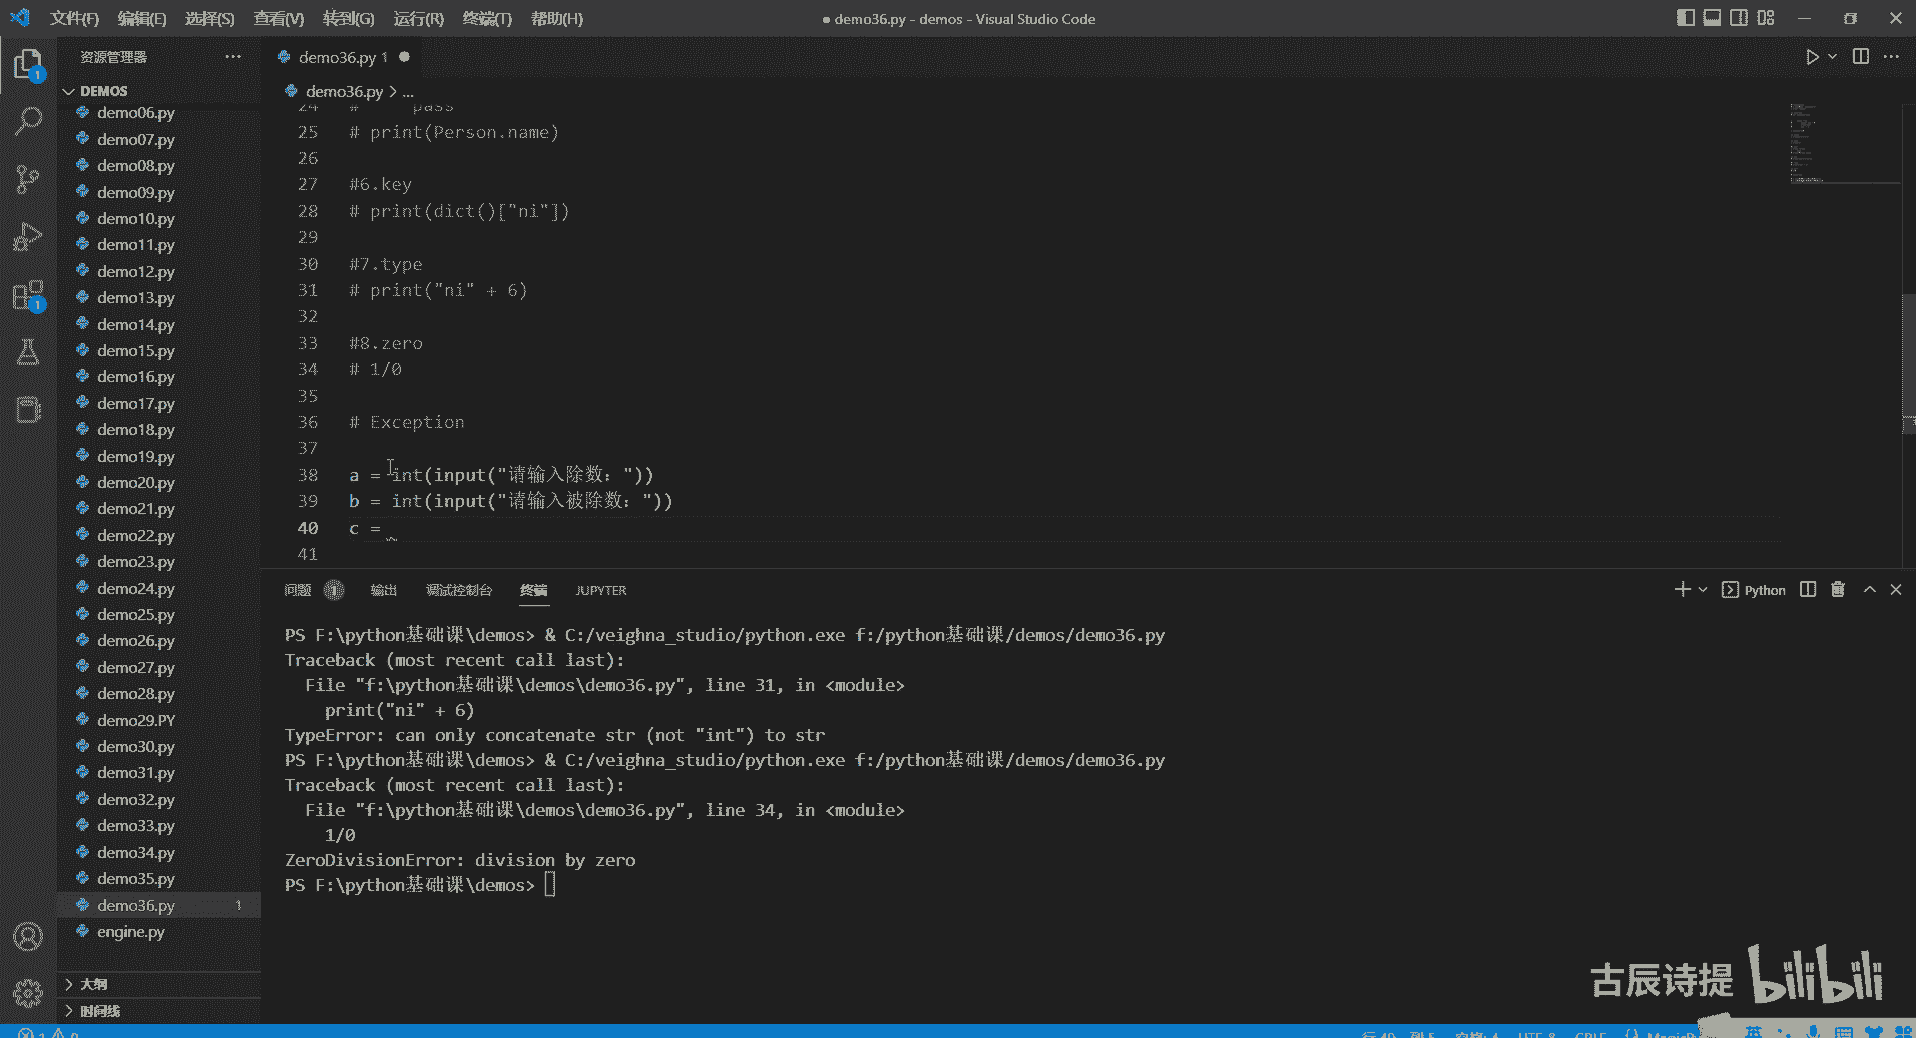 文件(F) 编辑(E) 选择(S) 查看(V) 转到(G) 运行(R) 终端(T) 帮助(H)
● demo36.py - demos - Visual Studio Code
资源管理器 ···
DEMOS
demo06.py
demo07.py
demo08.py
demo09.py
demo10.py
demo11.py
demo12.py
demo13.py
demo14.py
demo15.py
demo16.py
demo17.py
demo18.py
demo19.py
demo20.py
demo21.py
demo22.py
demo23.py
demo24.py
demo25.py
demo26.py
demo27.py
demo28.py
demo29.PY
demo30.py
demo31.py
demo32.py
demo33.py
demo34.py
demo35.py
demo36.py 1
engine.py
大纲
时间线
demo36.py 1 ●
demo36.py > ...
24 # pass
25 # print(Person.name)
26
27 #6.key
28 # print(dict()["ni"])
29
30 #7.type
31 # print("ni" + 6)
32
33 #8.zero
34 # 1/0
35
36 # Exception
37
38 a = int(input("请输入除数："))
39 b = int(input("请输入被除数："))
40 c =
41
问题 1 输出 调试控制台 终端 JUPYTER
Python
PS F:\python基础课\demos> & C:/veighna_studio/python.exe f:/python基础课/demos/demo36.py
Traceback (most recent call last):
File "f:\python基础课\demos\demo36.py", line 31, in <module>
print("ni" + 6)
TypeError: can only concatenate str (not "int") to str
PS F:\python基础课\demos> & C:/veighna_studio/python.exe f:/python基础课/demos/demo36.py
Traceback (most recent call last):
File "f:\python基础课\demos\demo36.py", line 34, in <module>
1/0
ZeroDivisionError: division by zero
PS F:\python基础课\demos>
古辰诗提 bilibili